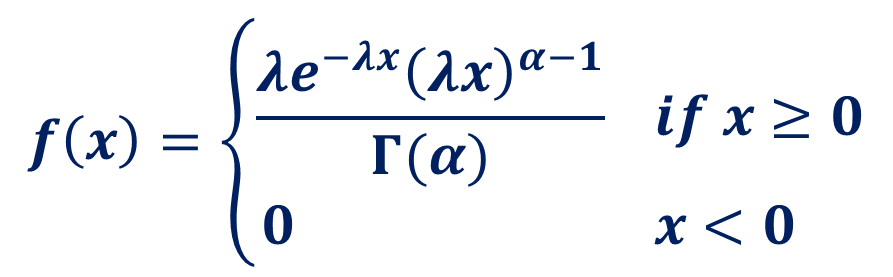 f(x) = { λe^{−λx}(λx)^{α−1} / Γ(α) if x ≥ 0
0 x < 0